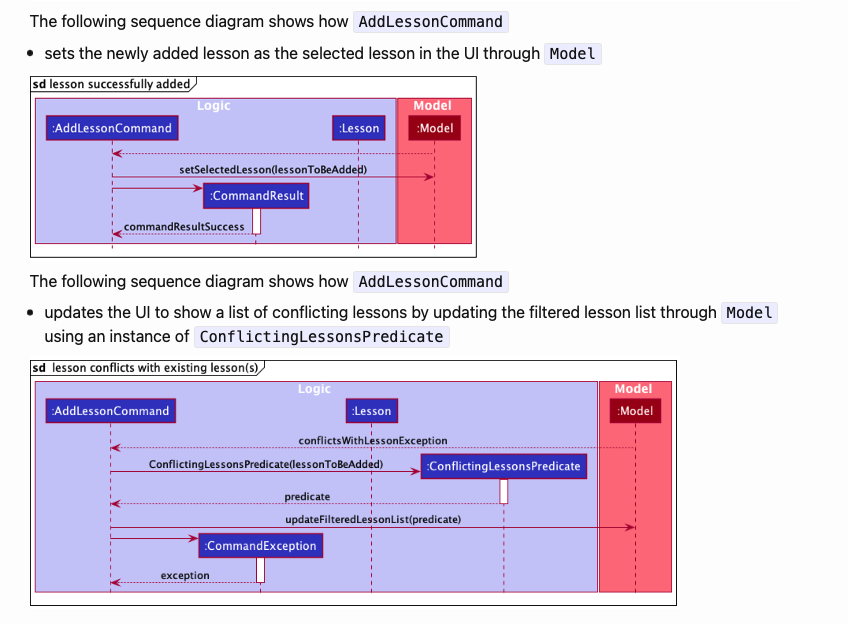 The following sequence diagram shows how AddLessonCommand
• sets the newly added lesson as the selected lesson in the UI through Model
sd lesson successfully added
Logic
Model
:AddLessonCommand
:Lesson
:Model
setSelectedLesson(lessonToBeAdded)
:CommandResult
commandResultSuccess
The following sequence diagram shows how AddLessonCommand
• updates the UI to show a list of conflicting lessons by updating the filtered lesson list through Model
using an instance of ConflictingLessonsPredicate
sd lesson conflicts with existing lesson(s)
Logic
Model
:AddLessonCommand
:Lesson
:Model
conflictsWithLessonException
ConflictingLessonsPredicate(lessonToBeAdded)
:ConflictingLessonsPredicate
predicate
updateFilteredLessonList(predicate)
:CommandException
exception